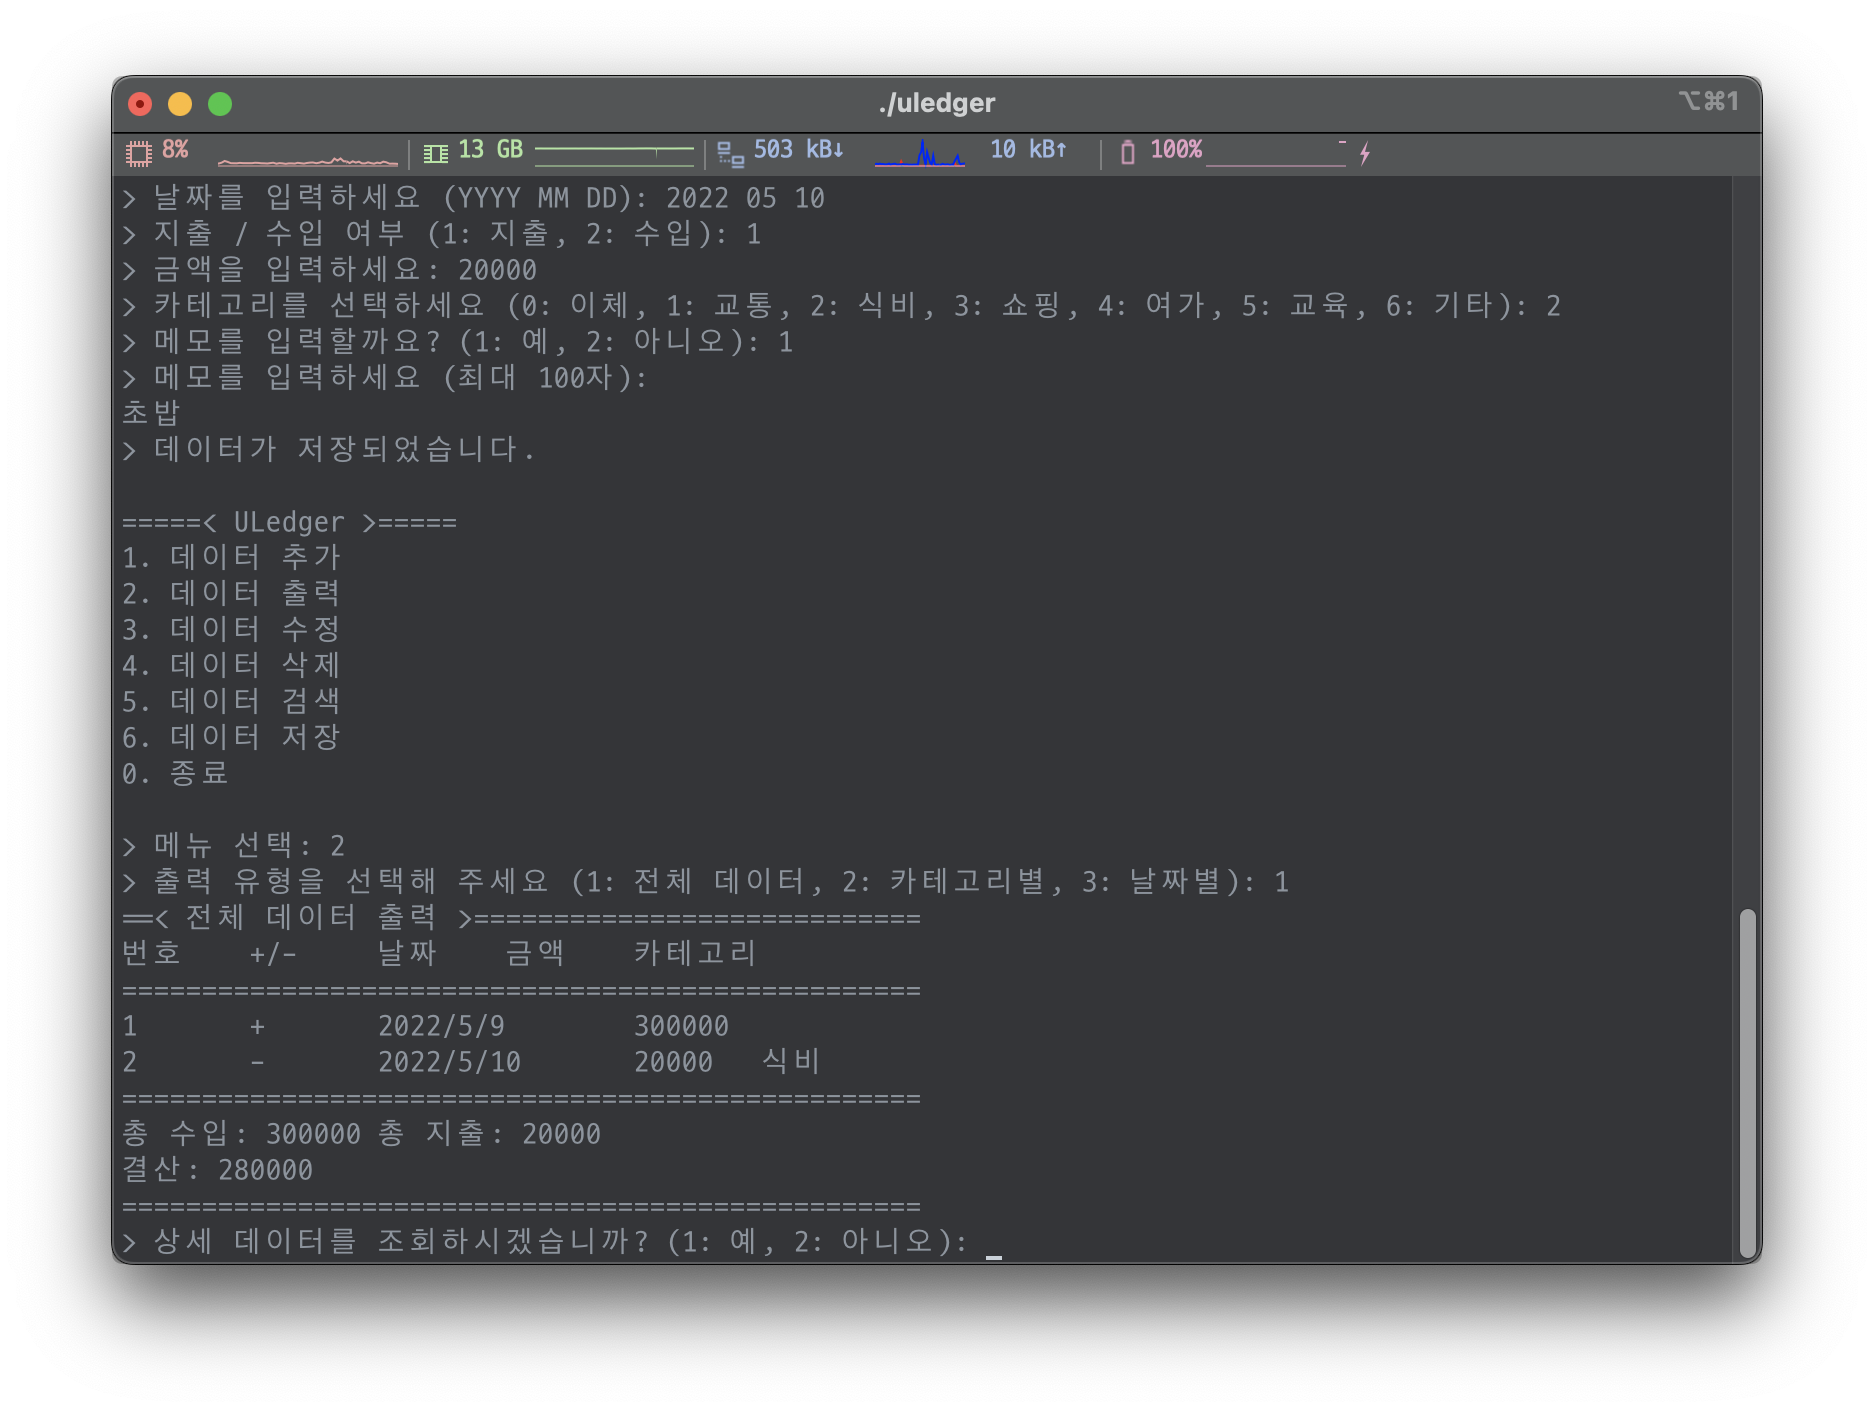 ./uledger
⌥⌘1
8% 13 GB 503 kB↓ 10 kB↑ 100%
> 날짜를 입력하세요 (YYYY MM DD): 2022 05 10
> 지출 / 수입 여부 (1: 지출, 2: 수입): 1
> 금액을 입력하세요: 20000
> 카테고리를 선택하세요 (0: 이체, 1: 교통, 2: 식비, 3: 쇼핑, 4: 여가, 5: 교육, 6: 기타): 2
> 메모를 입력할까요? (1: 예, 2: 아니오): 1
> 메모를 입력하세요 (최대 100자):
초밥
> 데이터가 저장되었습니다.
=====< ULedger >=====
1. 데이터 추가
2. 데이터 출력
3. 데이터 수정
4. 데이터 삭제
5. 데이터 검색
6. 데이터 저장
0. 종료
> 메뉴 선택: 2
> 출력 유형을 선택해 주세요 (1: 전체 데이터, 2: 카테고리별, 3: 날짜별): 1
==< 전체 데이터 출력 >============================
번호 +/- 날짜 금액 카테고리
==================================================
1 + 2022/5/9 300000
2 - 2022/5/10 20000 식비
==================================================
총 수입: 300000 총 지출: 20000
결산: 280000
==================================================
> 상세 데이터를 조회하시겠습니까? (1: 예, 2: 아니오): _